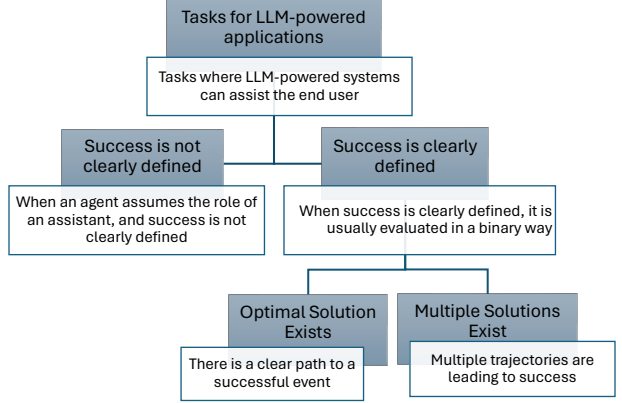 Tasks for LLM-powered
applications
Tasks where LLM-powered systems
can assist the end user
Success is not
clearly defined
When an agent assumes the role of
an assistant, and success is not
clearly defined
Success is clearly
defined
When success is clearly defined, it is
usually evaluated in a binary way
Optimal Solution
Exists
There is a clear path to a
successful event
Multiple Solutions
Exist
Multiple trajectories are
leading to success